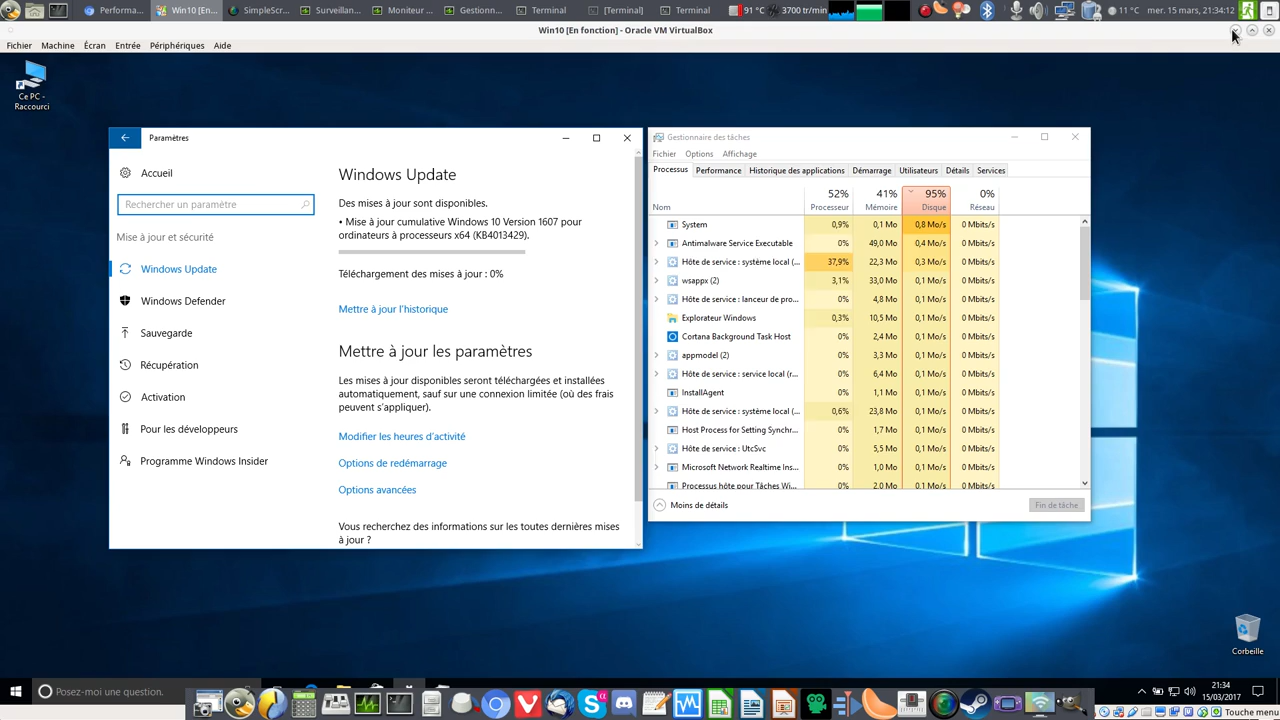 Performa...
Win10 [En...
SimpleScr...
Surveillan...
Moniteur ...
Gestionn...
Terminal
[Terminal]
Terminal
91 °C
3700 tr/min
11 °C
mer. 15 mars, 21:34:12
Win10 [En fonction] - Oracle VM VirtualBox
Fichier Machine Écran Entrée Périphériques Aide
Ce PC -
Raccourci
Paramètres
Accueil
Rechercher un paramètre
Mise à jour et sécurité
Windows Update
Windows Defender
Sauvegarde
Récupération
Activation
Pour les développeurs
Programme Windows Insider
Windows Update
Des mises à jour sont disponibles.
• Mise à jour cumulative Windows 10 Version 1607 pour
ordinateurs à processeurs x64 (KB4013429).
Téléchargement des mises à jour : 0%
Mettre à jour l'historique
Mettre à jour les paramètres
Les mises à jour disponibles seront téléchargées et installées
automatiquement, sauf sur une connexion limitée (où des frais
peuvent s'appliquer).
Modifier les heures d'activité
Options de redémarrage
Options avancées
Vous recherchez des informations sur les toutes dernières mises
à jour ?
Gestionnaire des tâches
Fichier Options Affichage
Processus Performance Historique des applications Démarrage Utilisateurs Détails Services
52% 41% 95% 0%
Nom Processeur Mémoire Disque Réseau
System 0,9% 0,1 Mo 0,8 Mo/s 0 Mbits/s
Antimalware Service Executable 0% 49,0 Mo 0,4 Mo/s 0 Mbits/s
Hôte de service : système local (... 37,9% 22,3 Mo 0,3 Mo/s 0 Mbits/s
wsappx (2) 3,1% 33,0 Mo 0,1 Mo/s 0 Mbits/s
Hôte de service : lanceur de pro... 0% 4,8 Mo 0,1 Mo/s 0 Mbits/s
Explorateur Windows 0,3% 10,5 Mo 0,1 Mo/s 0 Mbits/s
Cortana Background Task Host 0% 2,4 Mo 0,1 Mo/s 0 Mbits/s
appmodel (2) 0% 3,3 Mo 0,1 Mo/s 0 Mbits/s
Hôte de service : service local (r... 0% 6,4 Mo 0,1 Mo/s 0 Mbits/s
InstallAgent 0% 1,1 Mo 0,1 Mo/s 0 Mbits/s
Hôte de service : système local (... 0,6% 23,8 Mo 0,1 Mo/s 0 Mbits/s
Host Process for Setting Synchr... 0% 1,7 Mo 0,1 Mo/s 0 Mbits/s
Hôte de service : UtcSvc 0% 5,5 Mo 0,1 Mo/s 0 Mbits/s
Microsoft Network Realtime Ins... 0% 1,0 Mo 0,1 Mo/s 0 Mbits/s
Processus hôte pour Tâches Wi... 0% 2,0 Mo 0,1 Mo/s 0 Mbits/s
Moins de détails
Fin de tâche
Corbeille
Posez-moi une question.
21:34
15/03/2017
Touche menu